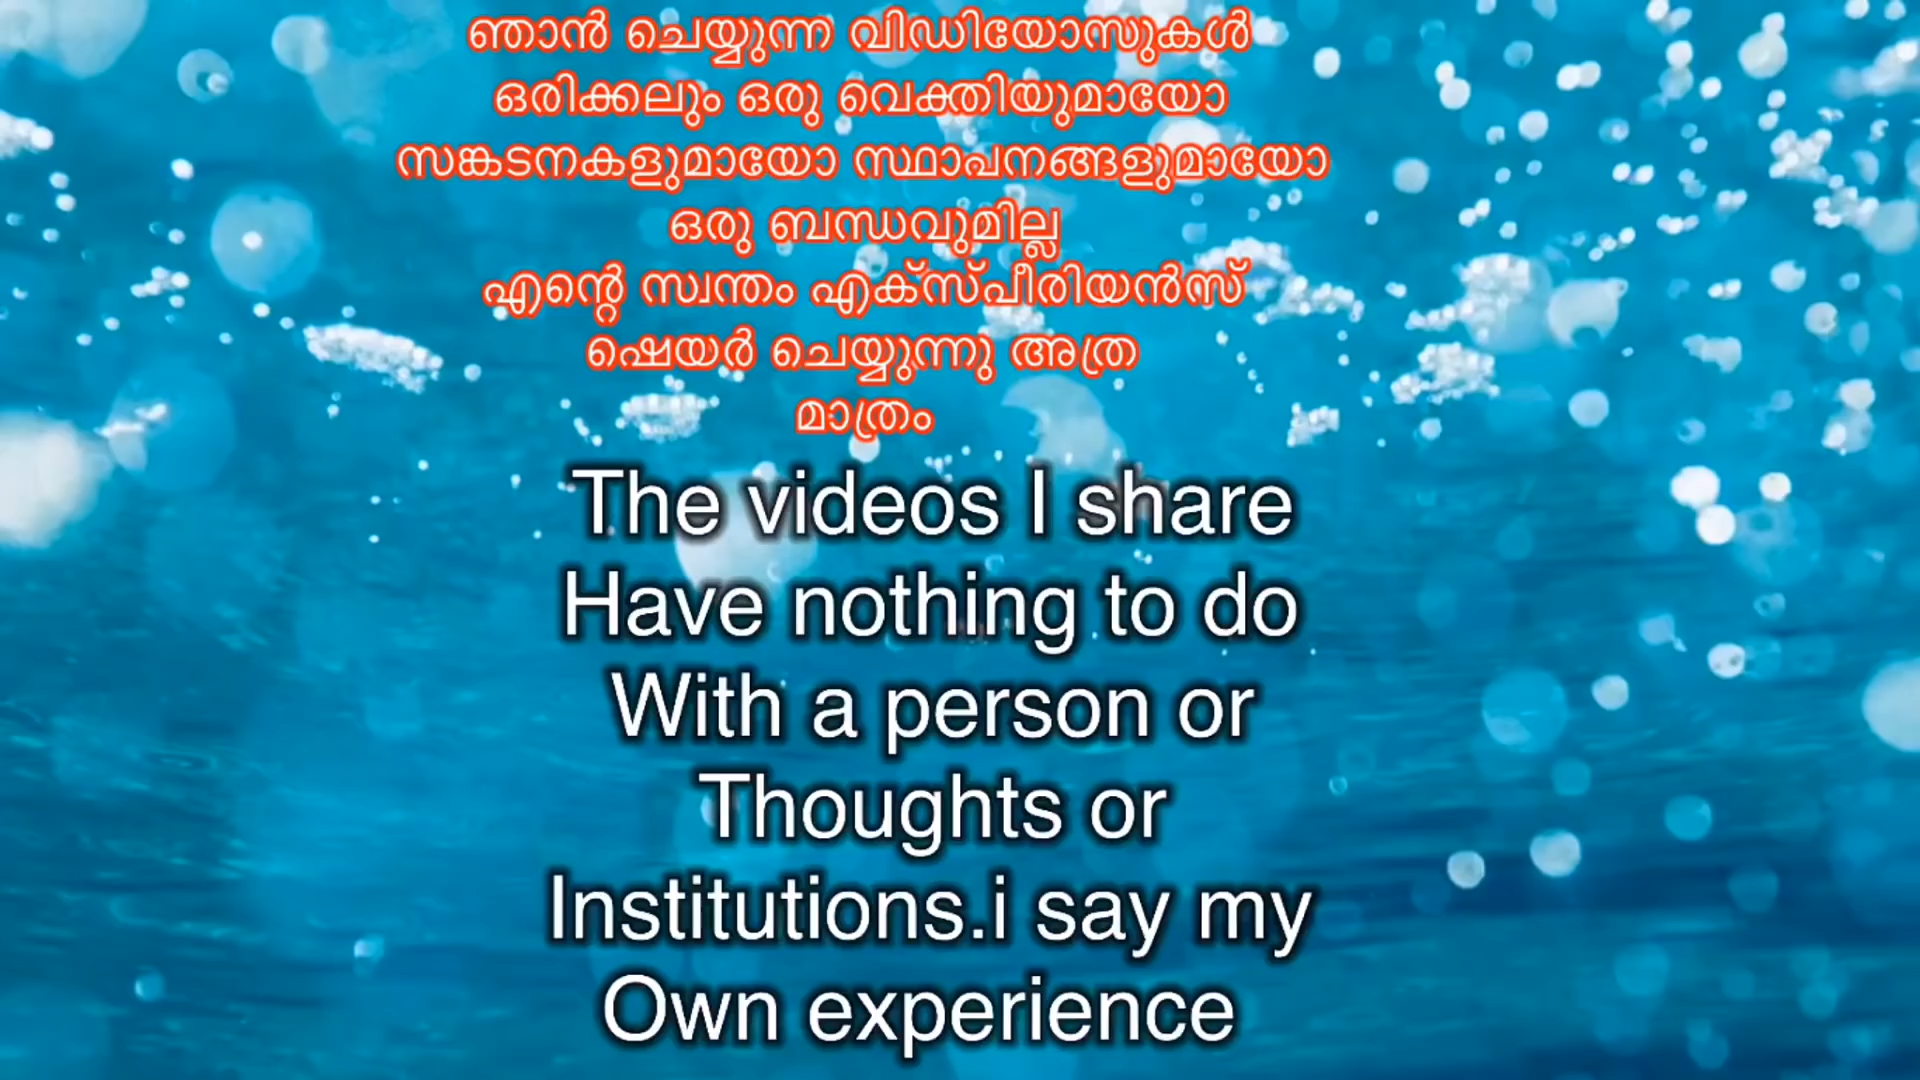 ഞാൻ ചെയ്യുന്ന വിഡിയോസുകൾ
ഒരിക്കലും ഒരു വെക്തിയുമായോ
സങ്കടനകളുമായോ സ്ഥാപനങ്ങളുമായോ
ഒരു ബന്ധവുമില്ല
എന്റെ സ്വന്തം എക്സ്പീരിയൻസ്
ഷെയർ ചെയ്യുന്നു അത്ര
മാത്രം
The videos I share
Have nothing to do
With a person or
Thoughts or
Institutions.i say my
Own experience